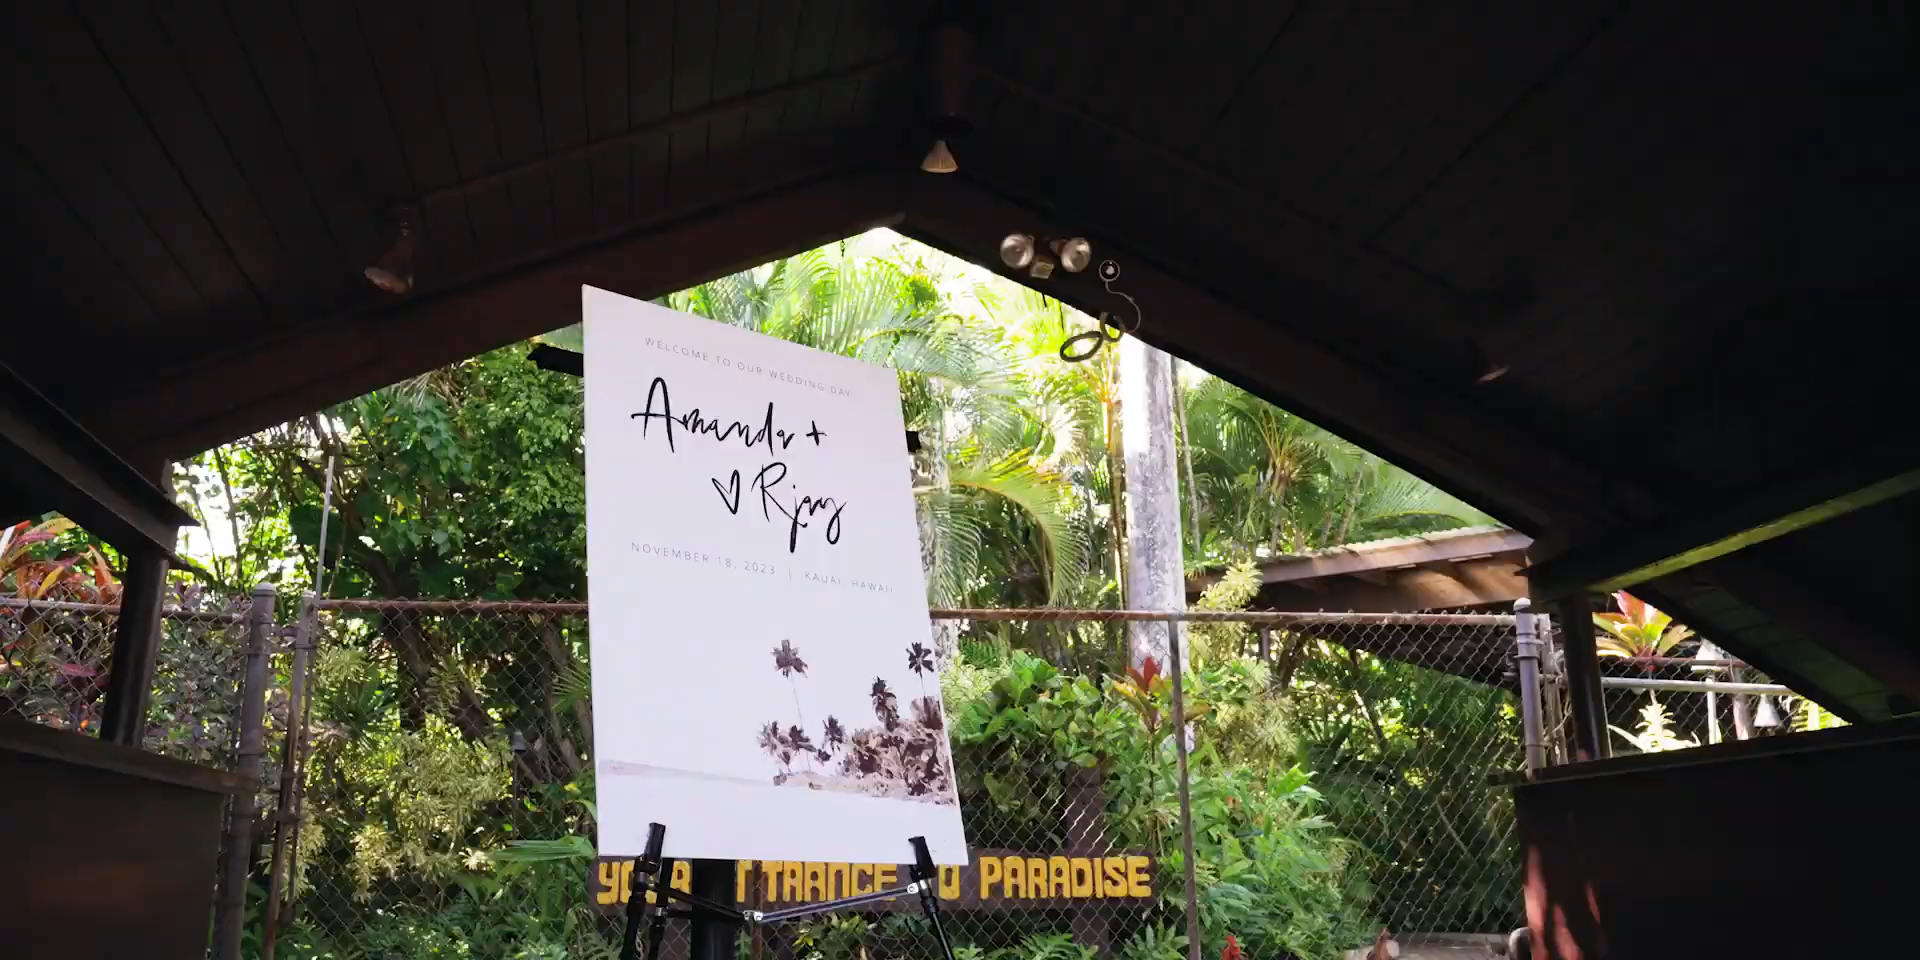 WELCOME TO OUR WEDDING DAY
Amanda +
Rjay
NOVEMBER 18, 2023 | KAUAI, HAWAII
TRANCE PARADISE